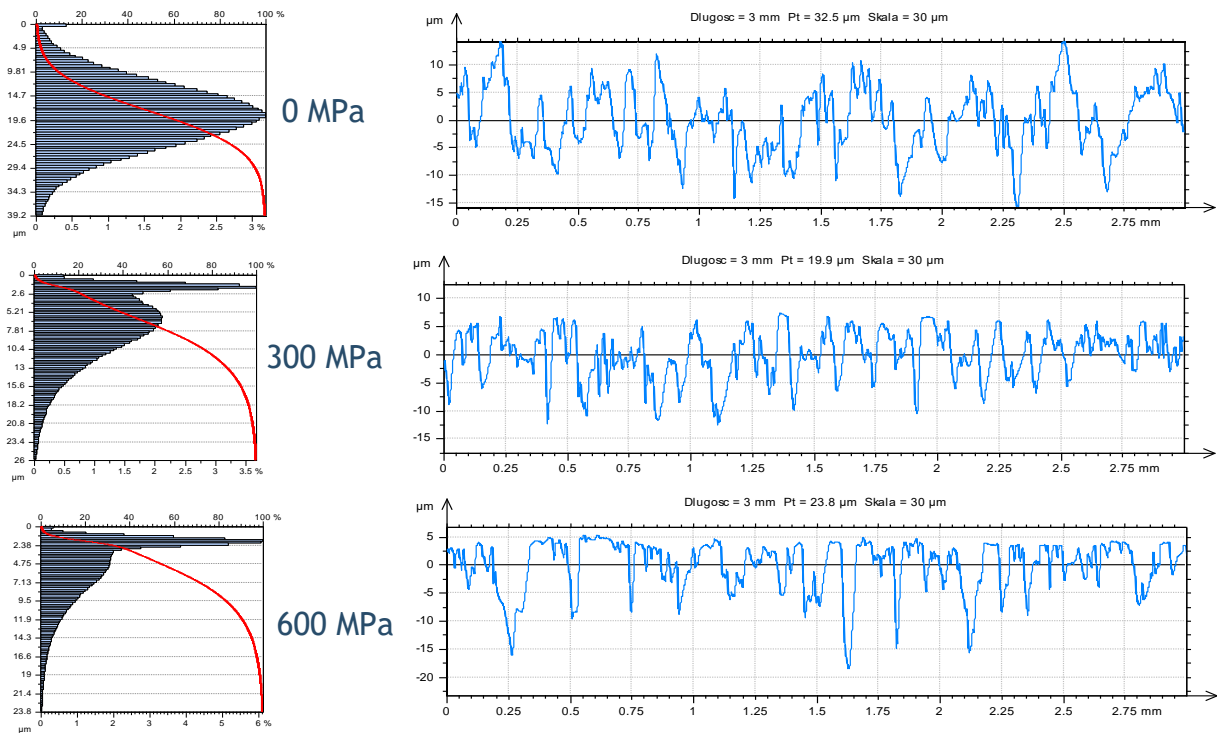 0 20 40 60 80 100 %
0
4.9
9.81
14.7
19.6
24.5
29.4
34.3
39.2
µm
0 0.5 1 1.5 2 2.5 3 %
0 MPa
µm
Dlugosc = 3 mm Pt = 32.5 µm Skala = 30 µm
10
5
0
-5
-10
-15
0 0.25 0.5 0.75 1 1.25 1.5 1.75 2 2.25 2.5 2.75 mm
0 20 40 60 80 100 %
0
2.6
5.21
7.81
10.4
13
15.6
18.2
20.8
23.4
26
µm
0 0.5 1 1.5 2 2.5 3 3.5 %
300 MPa
µm
Dlugosc = 3 mm Pt = 19.9 µm Skala = 30 µm
10
5
0
-5
-10
-15
0 0.25 0.5 0.75 1 1.25 1.5 1.75 2 2.25 2.5 2.75 mm
0 20 40 60 80 100 %
0
2.38
4.75
7.13
9.5
11.9
14.3
16.6
19
21.4
23.8
µm
0 1 2 3 4 5 6 %
600 MPa
µm
Dlugosc = 3 mm Pt = 23.8 µm Skala = 30 µm
5
0
-5
-10
-15
-20
0 0.25 0.5 0.75 1 1.25 1.5 1.75 2 2.25 2.5 2.75 mm